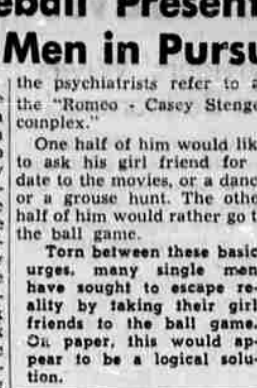 eball Present
Men in Pursu
the psychiatrists refer to a
the "Romeo - Casey Stenge
complex."
One half of him would lik
to ask his girl friend for
date to the movies, or a danc
or a grouse hunt. The othe
half of him would rather go t
the ball game.
Torn between these basic
urges, many single men
have sought to escape re-
ality by taking their girl
friends to the ball game.
On paper, this would ap-
pear to be a logical solu-
tion.